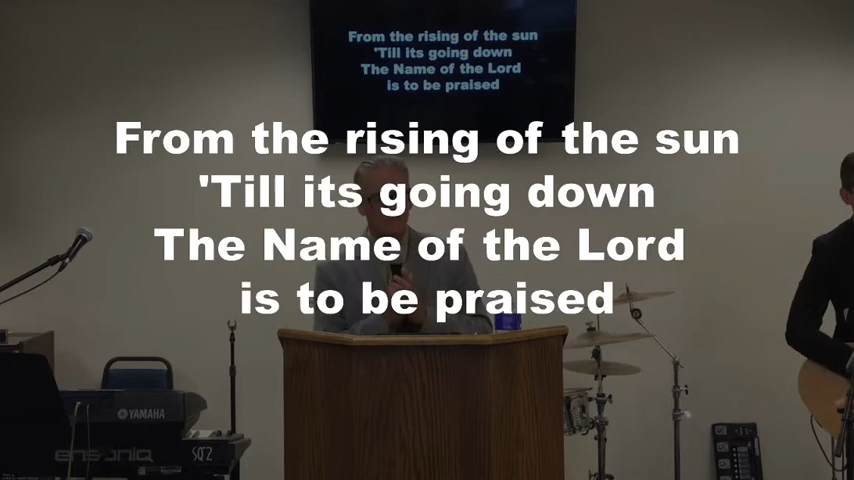 From the rising of the sun
'Till its going down
The Name of the Lord
is to be praised
From the rising of the sun
'Till its going down
The Name of the Lord
is to be praised
YAMAHA
ensoniq
SQ2